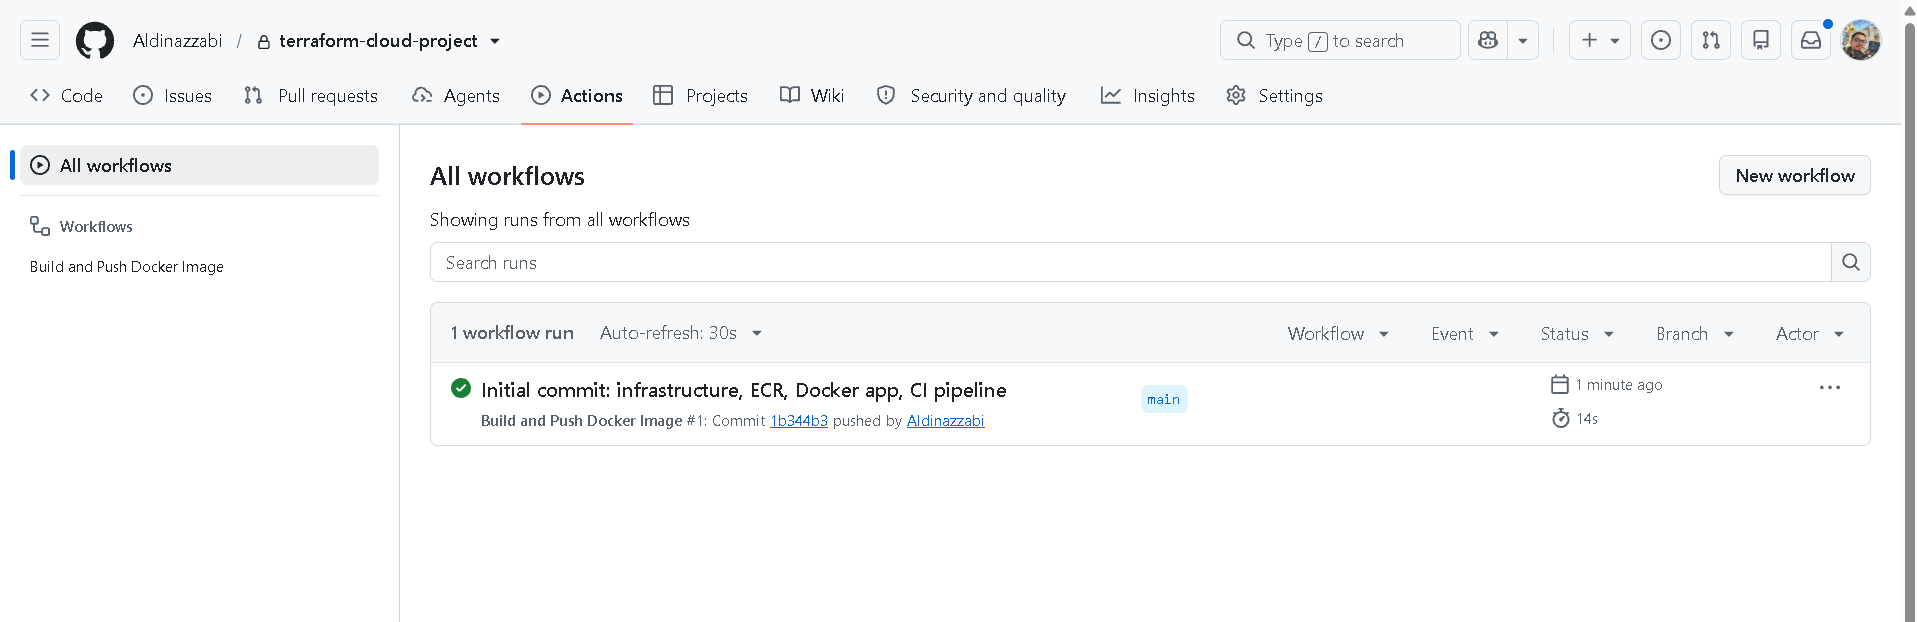 Aldinazzabi / terraform-cloud-project
Type / to search
Code Issues Pull requests Agents Actions Projects Wiki Security and quality Insights Settings
All workflows
Workflows
Build and Push Docker Image
All workflows
New workflow
Showing runs from all workflows
Search runs
1 workflow run Auto-refresh: 30s Workflow Event Status Branch Actor
Initial commit: infrastructure, ECR, Docker app, CI pipeline
Build and Push Docker Image #1: Commit 1b344b3 pushed by Aldinazzabi
main
1 minute ago
14s